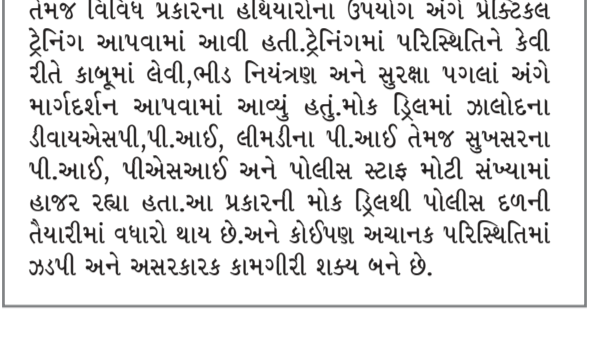 તેમજ વિવિધ પ્રકારના હથિયારોના ઉપયોગ અંગે પ્રેક્ટિકલ
ટ્રેનિંગ આપવામાં આવી હતી.ટ્રેનિંગમાં પરિસ્થિતિને કેવી
રીતે કાબૂમાં લેવી,ભીડ નિયંત્રણ અને સુરક્ષા પગલાં અંગે
માર્ગદર્શન આપવામાં આવ્યું હતું.મોક ડ્રિલમાં ઝાલોદના
ડીવાયએસપી,પી.આઈ, લીમડીના પી.આઈ તેમજ સુખસરના
પી.આઈ, પીએસઆઈ અને પોલીસ સ્ટાફ મોટી સંખ્યામાં
હાજર રહ્યા હતા.આ પ્રકારની મોક ડ્રિલથી પોલીસ દળની
તૈયારીમાં વધારો થાય છે.અને કોઈપણ અચાનક પરિસ્થિતિમાં
ઝડપી અને અસરકારક કામગીરી શક્ય બને છે.